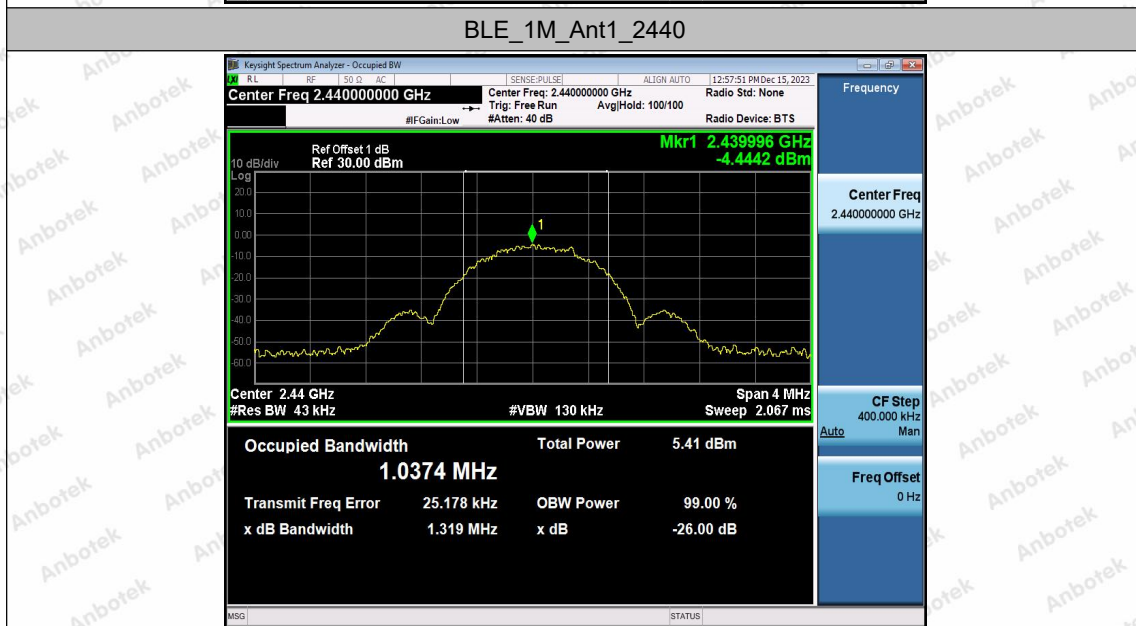 BLE_1M_Ant1_2440
Keysight Spectrum Analyzer - Occupied BW
RL RF 50 Ω AC SENSE:PULSE ALIGN AUTO 12:57:51 PM Dec 15, 2023
Center Freq 2.440000000 GHz Center Freq: 2.440000000 GHz Radio Std: None
Trig: Free Run Avg|Hold: 100/100
#IFGain:Low #Atten: 40 dB Radio Device: BTS
Mkr1 2.439996 GHz
-4.4442 dBm
Ref Offset 1 dB
10 dB/div Ref 30.00 dBm
Log
20.0
10.0
0.00
-10.0
-20.0
-30.0
-40.0
-50.0
-60.0
1
Center 2.44 GHz Span 4 MHz
#Res BW 43 kHz #VBW 130 kHz Sweep 2.067 ms
Occupied Bandwidth Total Power 5.41 dBm
1.0374 MHz
Transmit Freq Error 25.178 kHz OBW Power 99.00 %
x dB Bandwidth 1.319 MHz x dB -26.00 dB
MSG STATUS
Frequency
Center Freq
2.440000000 GHz
CF Step
400.000 kHz
Auto Man
Freq Offset
0 Hz
Anbotek